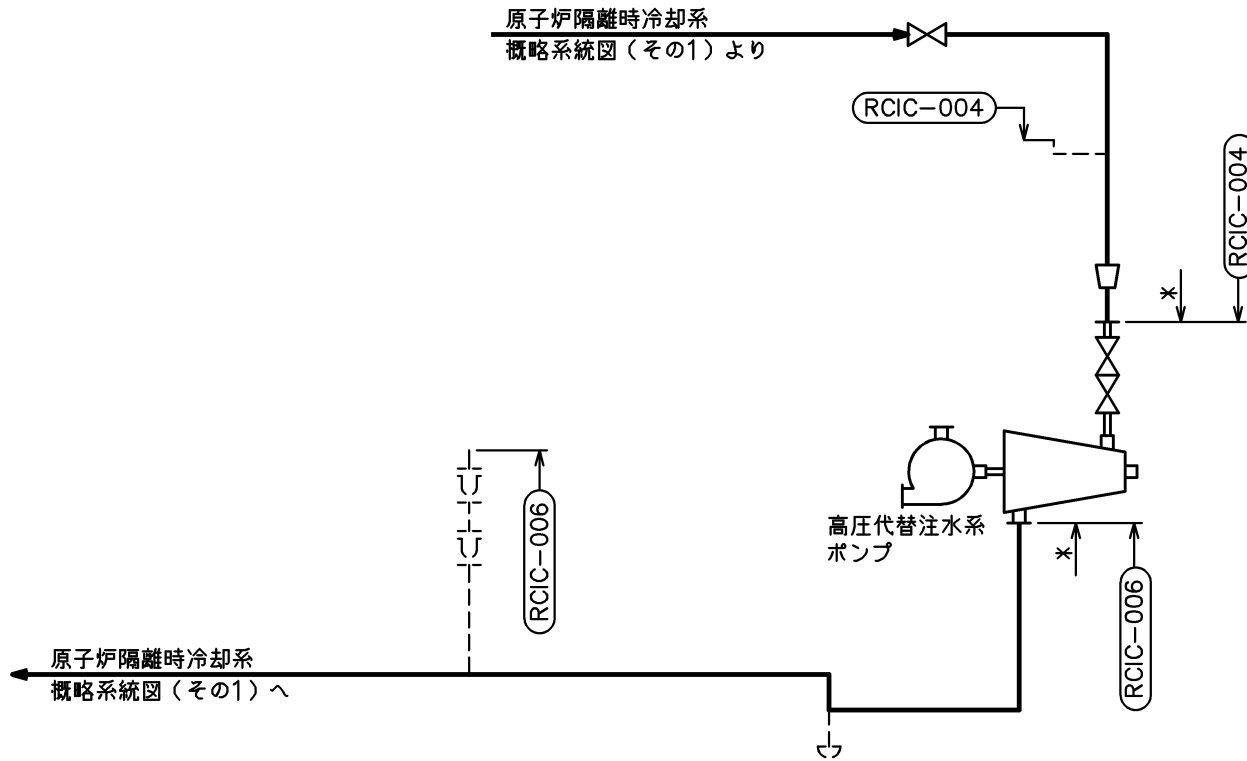 原子炉隔離時冷却系
概略系統図(その1)より
RCIC-004
RCIC-004
*
高圧代替注水系
ポンプ
*
RCIC-006
RCIC-006
原子炉隔離時冷却系
概略系統図(その1)へ